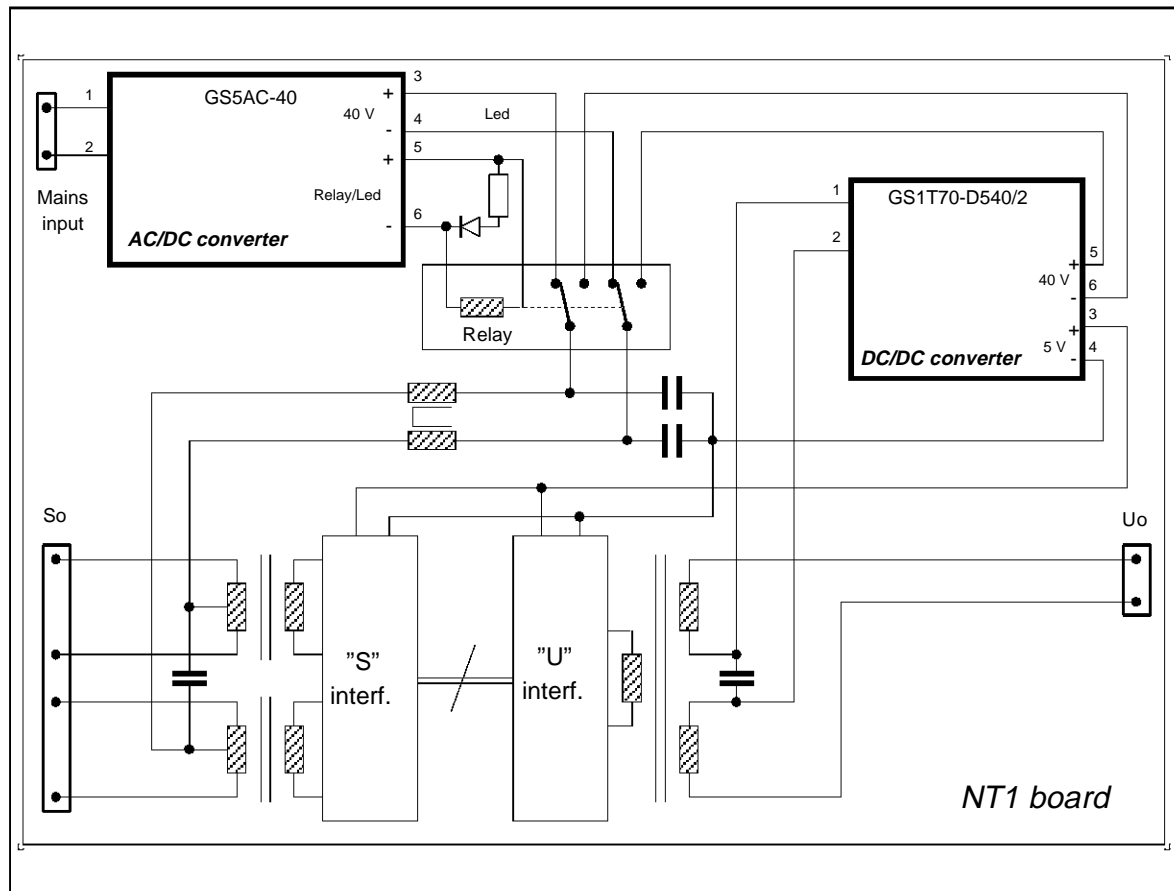 GS5AC-40
3
+
40 V
4
-
5
+
Relay/Led
6
-
1
2
AC/DC converter
Led
Mains
input
GS1T70-D540/2
1
2
5
+
40 V
6
-
3
+
5 V
4
-
DC/DC converter
Relay
So
Uo
"S"
interf.
"U"
interf.
NT1 board